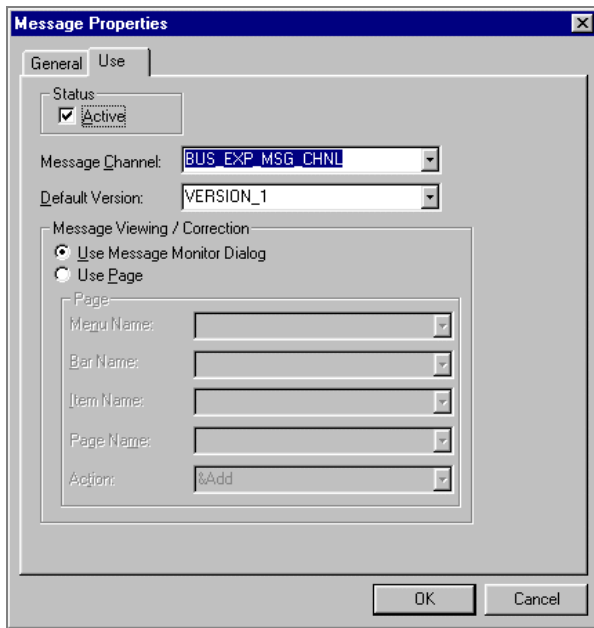 Message Properties
General Use
Status
Active
Message Channel: BUS_EXP_MSG_CHNL
Default Version: VERSION_1
Message Viewing / Correction
Use Message Monitor Dialog
Use Page
Page
Menu Name:
Bar Name:
Item Name:
Page Name:
Action: &Add
OK Cancel